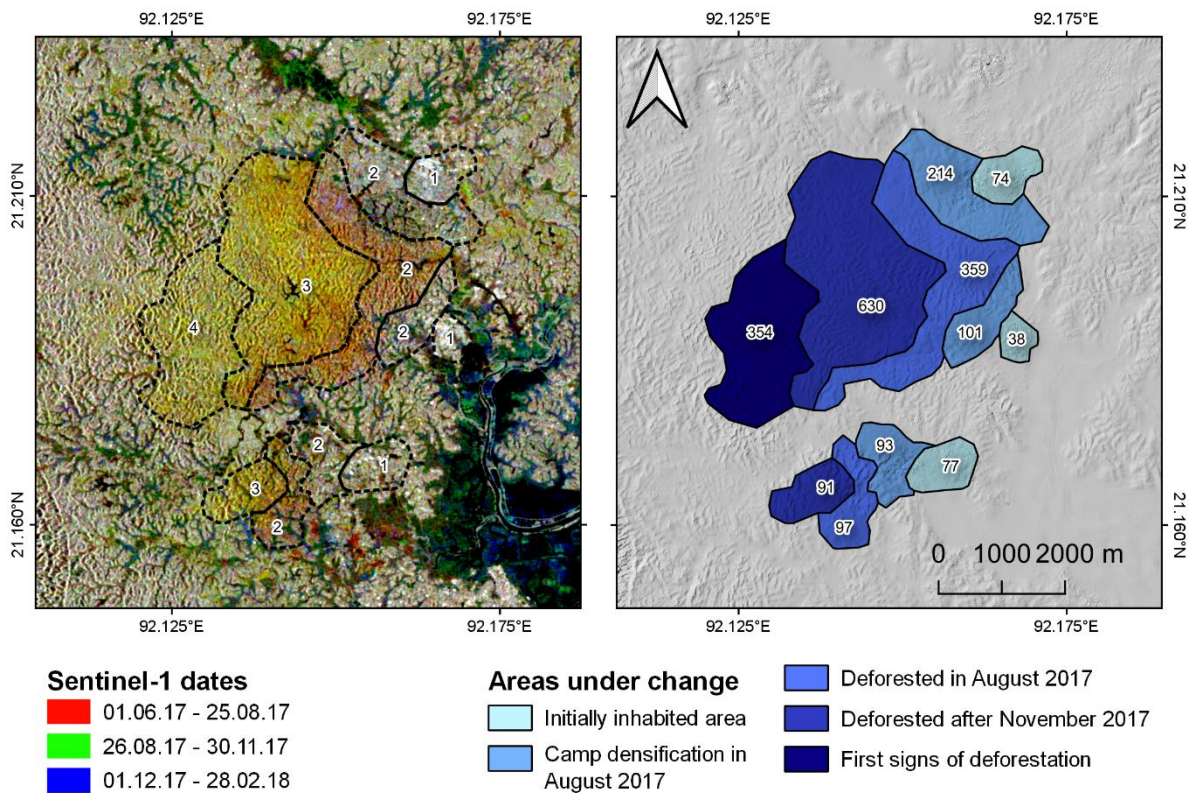 92.125°E 92.175°E 92.125°E 92.175°E
21.210°N
21.160°N
2
1
2
3
4
2
1
2
1
3
2
21.210°N
21.160°N
214
74
359
630
354
101
38
93
77
91
97
0 1000 2000 m
92.125°E 92.175°E 92.125°E 92.175°E
Sentinel-1 dates
01.06.17 - 25.08.17
26.08.17 - 30.11.17
01.12.17 - 28.02.18
Areas under change
Initially inhabited area
Camp densification in
August 2017
Deforested in August 2017
Deforested after November 2017
First signs of deforestation